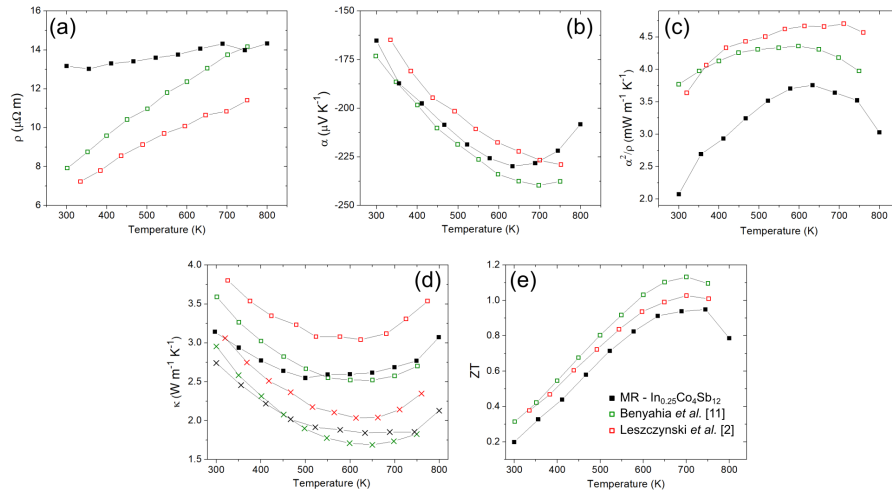 (a)
16
14
12
10
8
6
ρ (μΩ m)
300 400 500 600 700 800
Temperature (K)
(b)
-250
-225
-200
-175
-150
α (μV K⁻¹)
300 400 500 600 700 800
Temperature (K)
(c)
4.5
4.0
3.5
3.0
2.5
2.0
α²/ρ (mW m⁻¹ K⁻¹)
300 400 500 600 700 800
Temperature (K)
(d)
4.0
3.5
3.0
2.5
2.0
1.5
1.0
κ (W m⁻¹ K⁻¹)
300 400 500 600 700 800
Temperature (K)
(e)
1.2
1.0
0.8
0.6
0.4
0.2
ZT
300 400 500 600 700 800
Temperature (K)
MR - In₀.₂₅Co₄Sb₁₂
Benyahia et al. [11]
Leszczynski et al. [2]